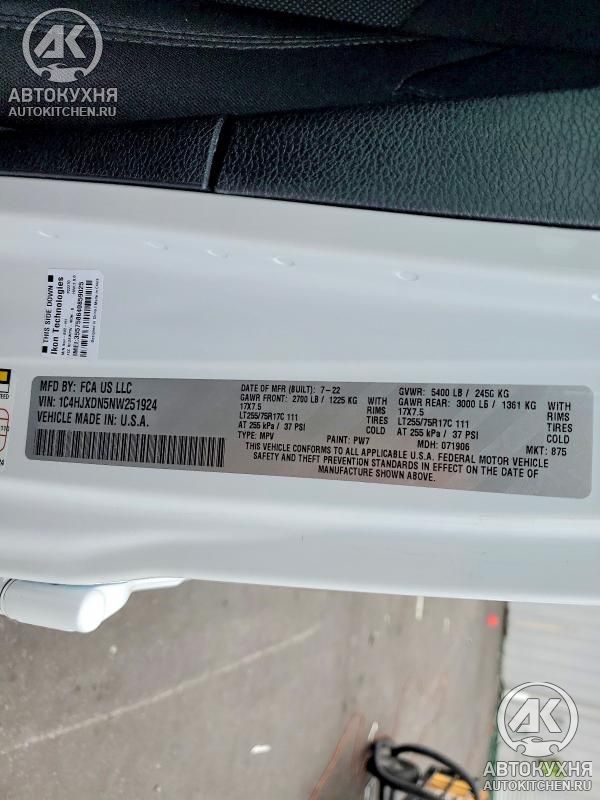 АК
АВТОКУХНЯ
AUTOKITCHEN.RU
THIS SIDE DOWN
Ikon Technologies
IMEI:355758640859025
MFD BY: FCA US LLC
VIN: 1C4HJXDN5NW251924
VEHICLE MADE IN: U.S.A.
DATE OF MFR (BUILT): 7-22
GAWR FRONT: 2700 LB / 1225 KG WITH
17X7.5 RIMS
LT255/75R17C 111 TIRES
AT 255 kPa / 37 PSI COLD
TYPE: MPV PAINT: PW7
GVWR: 5400 LB / 2450 KG
GAWR REAR: 3000 LB / 1361 KG WITH
17X7.5 RIMS
LT255/75R17C 111 TIRES
AT 255 kPa / 37 PSI COLD
MDH: 071906 MKT: 875
THIS VEHICLE CONFORMS TO ALL APPLICABLE U.S.A. FEDERAL MOTOR VEHICLE
SAFETY AND THEFT PREVENTION STANDARDS IN EFFECT ON THE DATE OF
MANUFACTURE SHOWN ABOVE.
АК
АВТОКУХНЯ
AUTOKITCHEN.RU